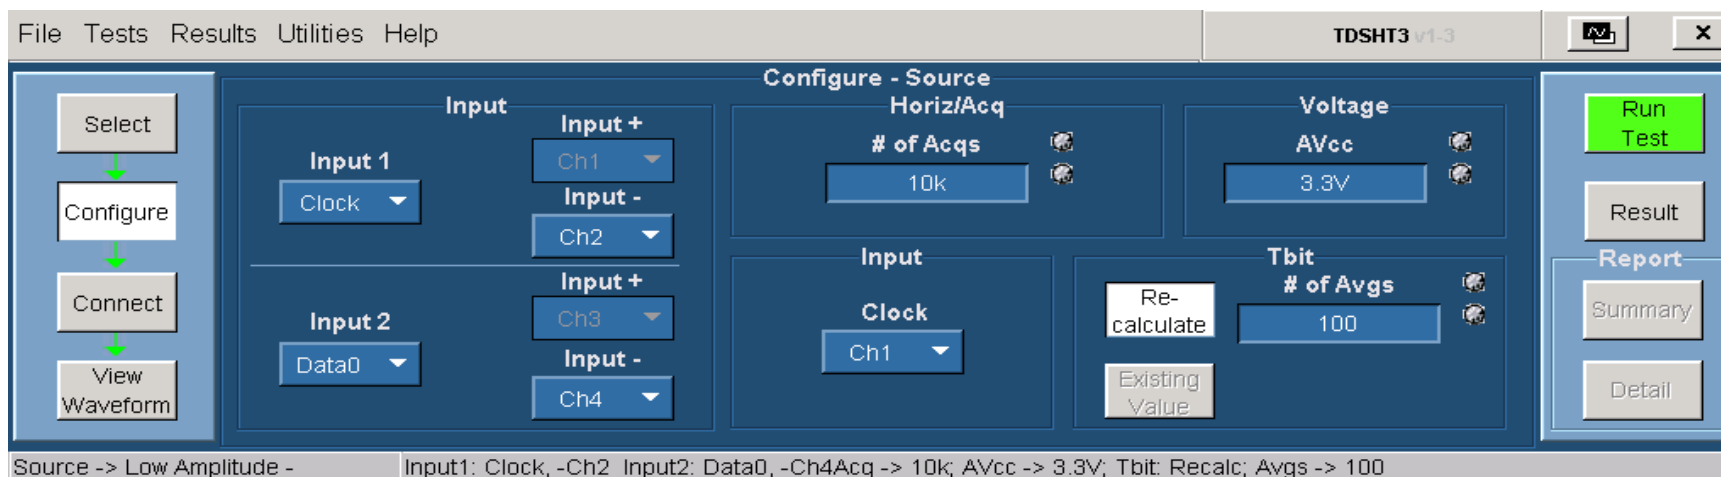 File Tests Results Utilities Help
TDSHT3 v1-3
Select
Configure
Connect
View
Waveform
Configure - Source
Input
Input 1
Clock
Input +
Ch1
Input -
Ch2
Input 2
Data0
Input +
Ch3
Input -
Ch4
Horiz/Acq
# of Acqs
10k
Voltage
AVcc
3.3V
Input
Clock
Ch1
Tbit
Re-
calculate
Existing
Value
# of Avgs
100
Run
Test
Result
Report
Summary
Detail
Source -> Low Amplitude -
Input1: Clock, -Ch2 Input2: Data0, -Ch4Acq -> 10k; AVcc -> 3.3V; Tbit: Recalc; Avgs -> 100